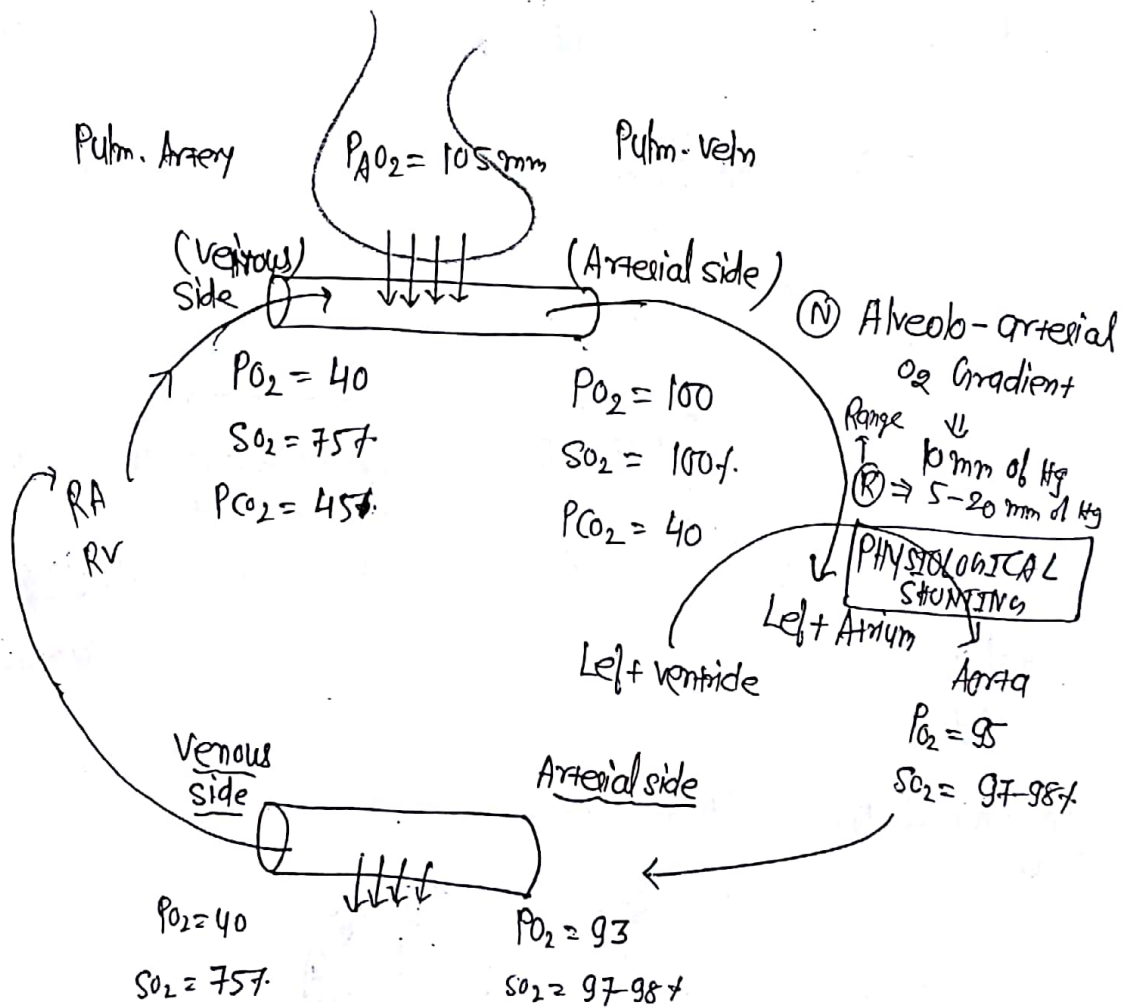 Pulm. Artery
PAO2 = 105 mm
Pulm. Vein
(Venous)
Side
(Arterial side)
PO2 = 40
SO2 = 75%
PCO2 = 45
PO2 = 100
SO2 = 100%
PCO2 = 40
Ⓝ Alveolo-arterial
O2 Gradient
⇓
10 mm of Hg
Range
↑
Ⓡ ⇒ 5-20 mm of Hg
PHYSIOLOGICAL
SHUNTING
RA
RV
Left Atrium
Left ventricle
Aorta
PO2 = 95
SO2 = 97-98%
Venous
side
Arterial side
PO2 = 40
SO2 = 75%
PO2 = 93
SO2 = 97-98%